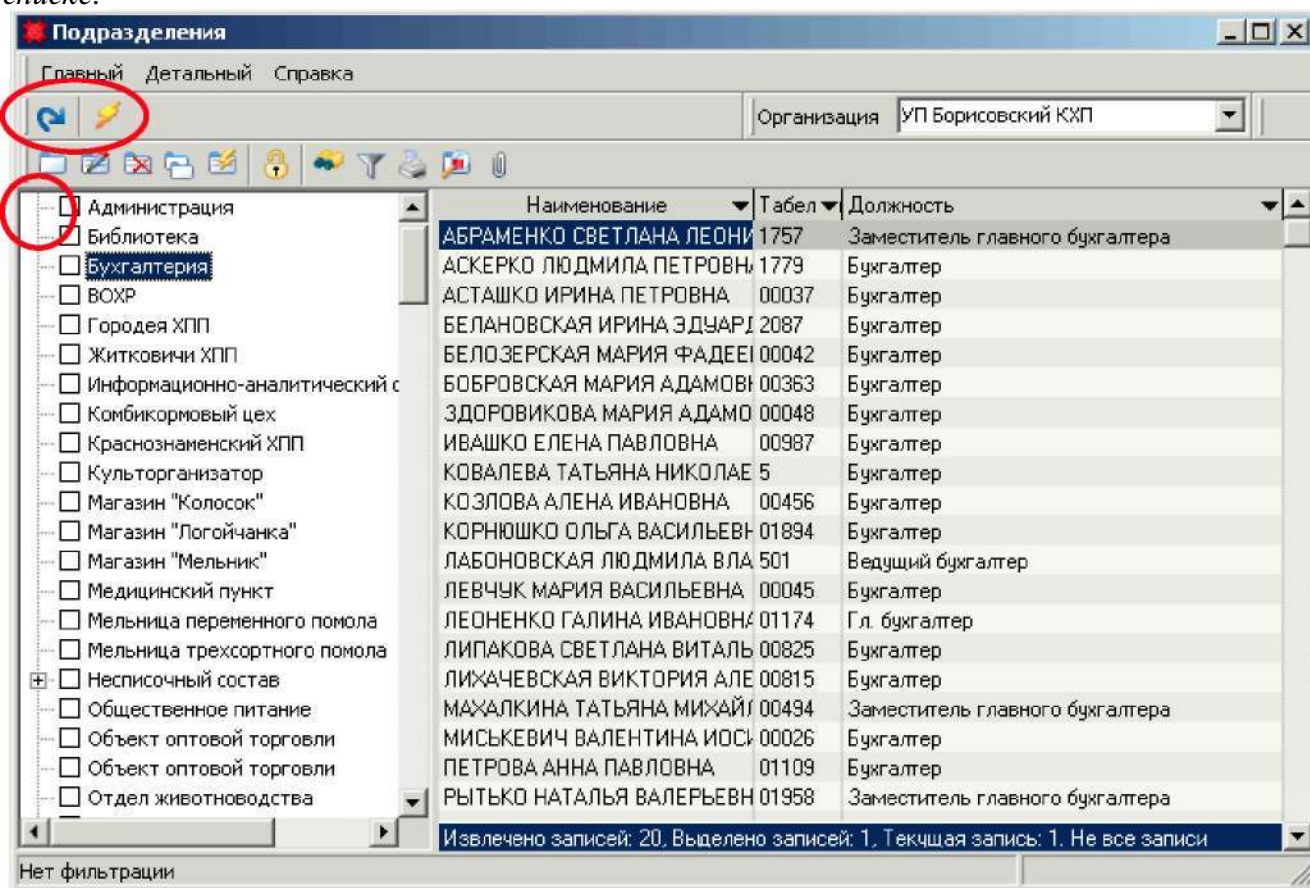 списке.
Подразделения
Главный Детальный Справка
Организация УП Борисовский КХП
Наименование Табел Должность
Администрация
Библиотека
Бухгалтерия
ВОХР
Городея ХПП
Житковичи ХПП
Информационно-аналитический
Комбикормовый цех
Краснознаменский ХПП
Культорганизатор
Магазин "Колосок"
Магазин "Логойчанка"
Магазин "Мельник"
Медицинский пункт
Мельница переменного помола
Мельница трехсортного помола
Несписочный состав
Общественное питание
Объект оптовой торговли
Объект оптовой торговли
Отдел животноводства
АБРАМЕНКО СВЕТЛАНА ЛЕОНИ 1757 Заместитель главного бухгалтера
АСКЕРКО ЛЮДМИЛА ПЕТРОВН 1779 Бухгалтер
АСТАШКО ИРИНА ПЕТРОВНА 00037 Бухгалтер
БЕЛАНОВСКАЯ ИРИНА ЭДУАРД 2087 Бухгалтер
БЕЛОЗЕРСКАЯ МАРИЯ ФАДЕЕ 00042 Бухгалтер
БОБРОВСКАЯ МАРИЯ АДАМОВН 00363 Бухгалтер
ЗДОРОВИКОВА МАРИЯ АДАМО 00048 Бухгалтер
ИВАШКО ЕЛЕНА ПАВЛОВНА 00987 Бухгалтер
КОВАЛЕВА ТАТЬЯНА НИКОЛАЕ 5 Бухгалтер
КОЗЛОВА АЛЕНА ИВАНОВНА 00456 Бухгалтер
КОРНЮШКО ОЛЬГА ВАСИЛЬЕВН 01894 Бухгалтер
ЛАБОНОВСКАЯ ЛЮДМИЛА ВЛА 501 Ведущий бухгалтер
ЛЕВЧУК МАРИЯ ВАСИЛЬЕВНА 00045 Бухгалтер
ЛЕОНЕНКО ГАЛИНА ИВАНОВНА 01174 Гл. бухгалтер
ЛИПАКОВА СВЕТЛАНА ВИТАЛЬ 00825 Бухгалтер
ЛИХАЧЕВСКАЯ ВИКТОРИЯ АЛЕ 00815 Бухгалтер
МАХАЛКИНА ТАТЬЯНА МИХАЙЛ 00494 Заместитель главного бухгалтера
МИСЬКЕВИЧ ВАЛЕНТИНА ИОСИ 00026 Бухгалтер
ПЕТРОВА АННА ПАВЛОВНА 01109 Бухгалтер
РЫТЬКО НАТАЛЬЯ ВАЛЕРЬЕВН 01958 Заместитель главного бухгалтера
Извлечено записей: 20, Выделено записей: 1, Текущая запись: 1. Не все записи
Нет фильтрации